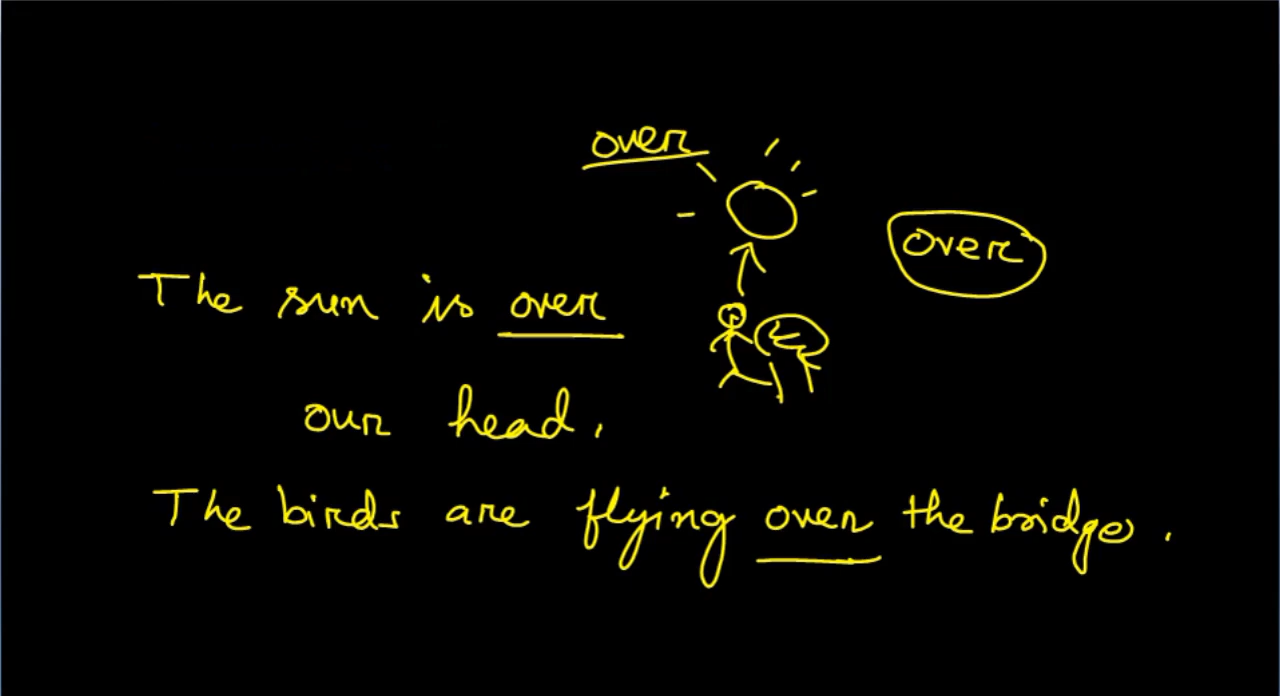 over
over
The sun is over
our head.
The birds are flying over the bridge.